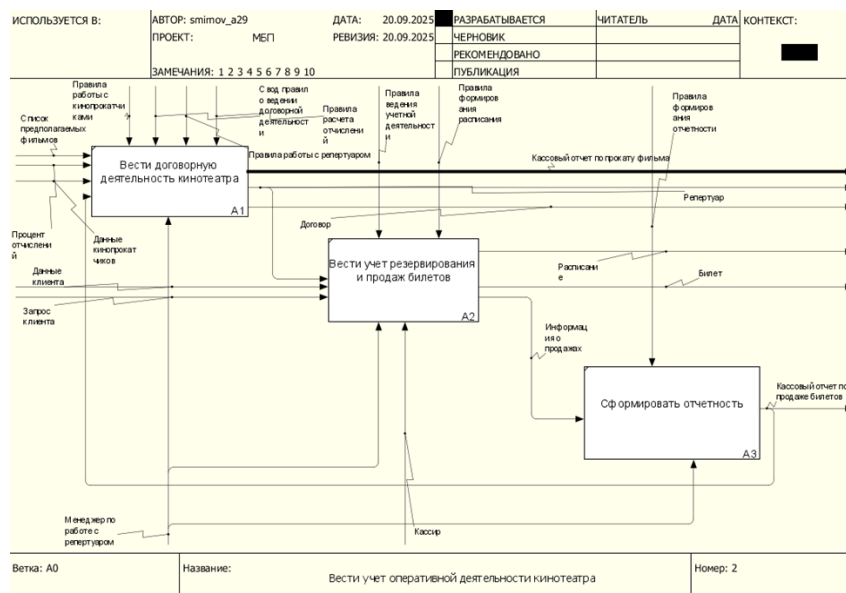 ИСПОЛЬЗУЕТСЯ В:
АВТОР: smirnov_a29
ДАТА: 20.09.2025
РАЗРАБАТЫВАЕТСЯ
ЧИТАТЕЛЬ
ДАТА
КОНТЕКСТ:
ПРОЕКТ: МБП
РЕВИЗИЯ: 20.09.2025
ЧЕРНОВИК
РЕКОМЕНДОВАНО
ЗАМЕЧАНИЯ: 1 2 3 4 5 6 7 8 9 10
ПУБЛИКАЦИЯ
Правила
работы с
кинопрокатчи
ками
Свод правил
о ведении
договорной
деятельност
и
Правила
расчета
отчислени
й
Правила работы с репертуаром
Правила
ведения
учетной
деятельност
и
Правила
формиров
ания
расписания
Правила
формиров
ания
отчетности
Список
предполагаемых
фильмов
Вести договорную
деятельность кинотеатра
A1
Кассовый отчет по прокату фильма
Репертуар
Договор
Процент
отчислени
й
Данные
кинопрокат
чиков
Данные
клиента
Запрос
клиента
Вести учет резервирования
и продаж билетов
A2
Расписани
е
Билет
Информац
ия о
продажах
Сформировать отчетность
A3
Кассовый отчет по
продаже билетов
Менеджер по
работе с
репертуаром
Кассир
Ветка: A0
Название:
Вести учет оперативной деятельности кинотеатра
Номер: 2